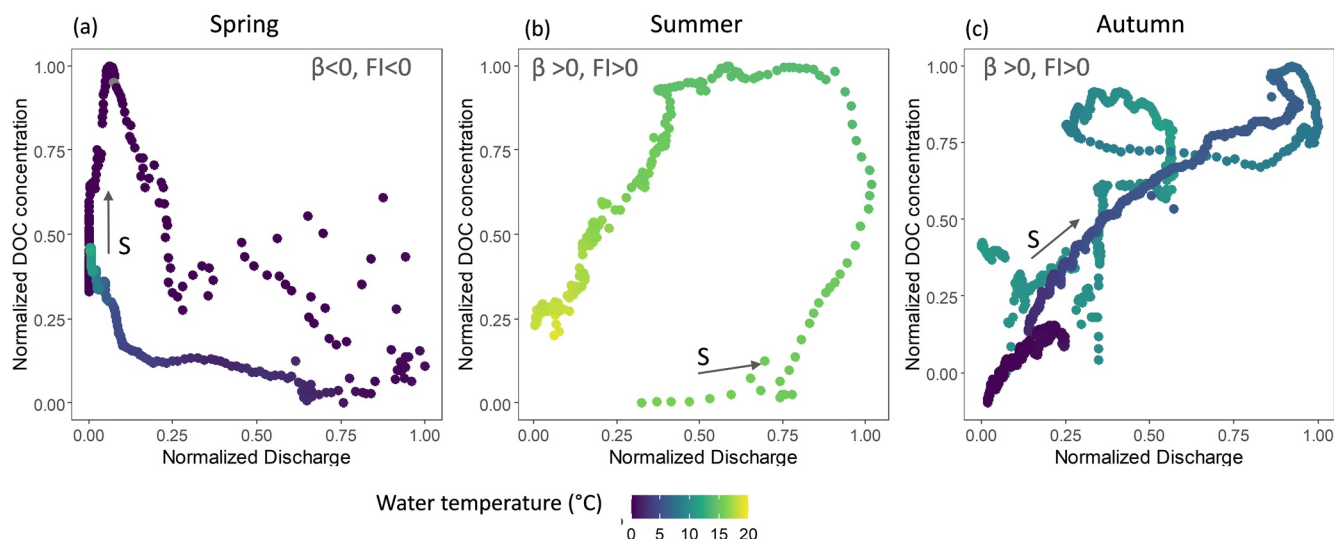 (a) Spring
β<0, FI<0
Normalized DOC concentration
1.00
0.75
0.50
0.25
0.00
S
0.00 0.25 0.50 0.75 1.00
Normalized Discharge
(b) Summer
β >0, FI>0
Normalized DOC concentration
1.00
0.75
0.50
0.25
0.00
S
0.00 0.25 0.50 0.75 1.00
Normalized Discharge
(c) Autumn
β >0, FI>0
Normalized DOC concentration
1.00
0.75
0.50
0.25
0.00
S
0.00 0.25 0.50 0.75 1.00
Normalized Discharge
Water temperature (°C)
0 5 10 15 20